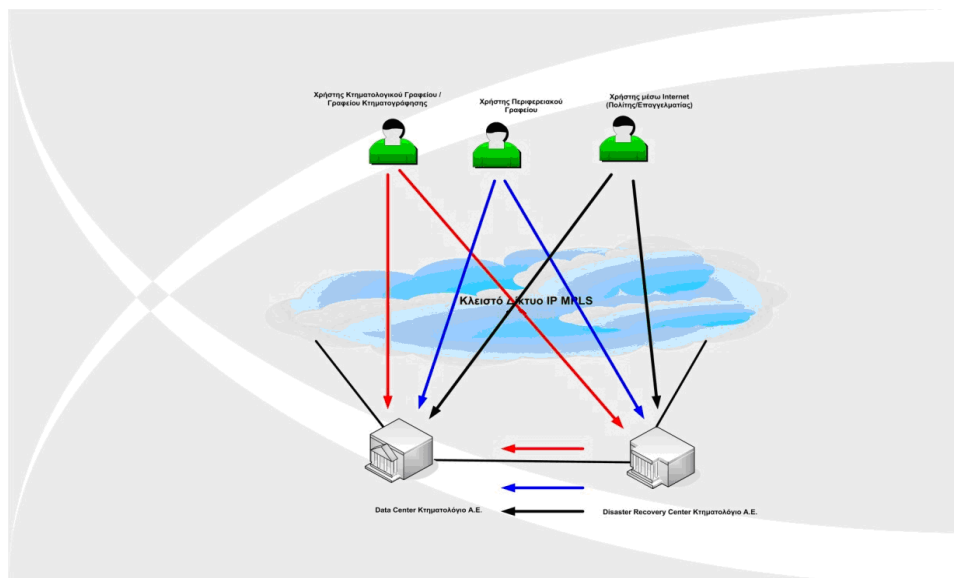 Χρήστης Κτηματολογικού Γραφείου /
Γραφείου Κτηματογράφησης
Χρήστης Περιφερειακού
Γραφείου
Χρήστης μέσω Internet
(Πολίτης/Επαγγελματίας)
Κλειστό Δίκτυο IP MPLS
Data Center Κτηματολόγιο Α.Ε.
Disaster Recovery Center Κτηματολόγιο Α.Ε.